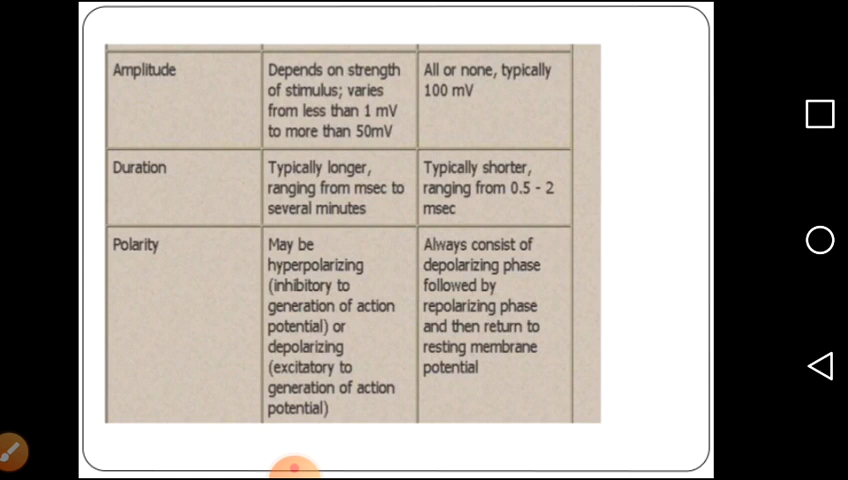 Amplitude
Depends on strength
of stimulus; varies
from less than 1 mV
to more than 50mV
All or none, typically
100 mV
Duration
Typically longer,
ranging from msec to
several minutes
Typically shorter,
ranging from 0.5 - 2
msec
Polarity
May be
hyperpolarizing
(inhibitory to
generation of action
potential) or
depolarizing
(excitatory to
generation of action
potential)
Always consist of
depolarizing phase
followed by
repolarizing phase
and then return to
resting membrane
potential